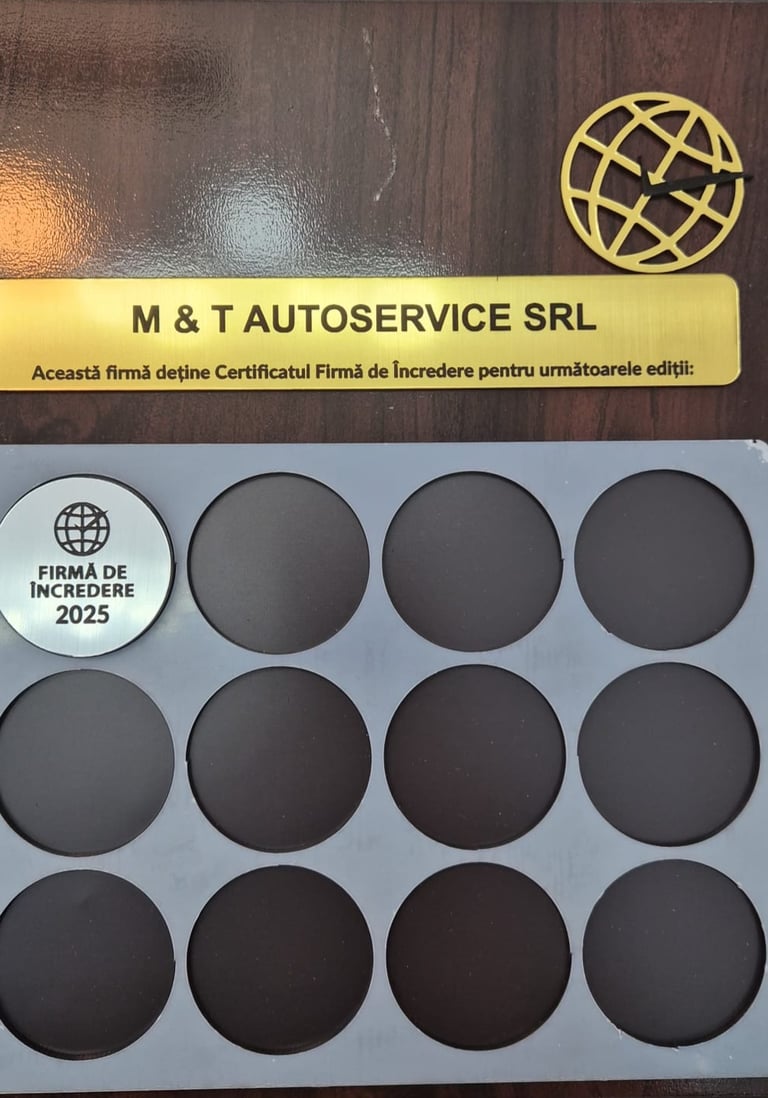 M & T AUTOSERVICE SRL
Această firmă deține Certificatul Firmă de Încredere pentru următoarele ediții:
FIRMĂ DE
ÎNCREDERE
2025